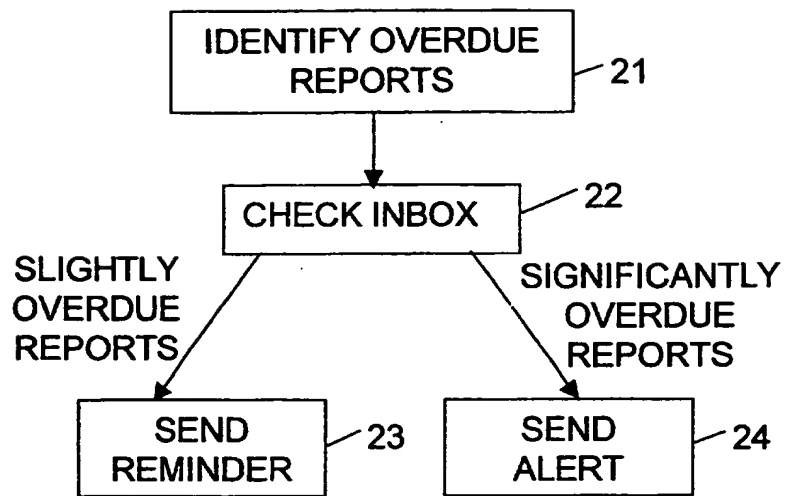 IDENTIFY OVERDUE
REPORTS
21
CHECK INBOX
22
SLIGHTLY
OVERDUE
REPORTS
SIGNIFICANTLY
OVERDUE
REPORTS
SEND
REMINDER
23
SEND
ALERT
24